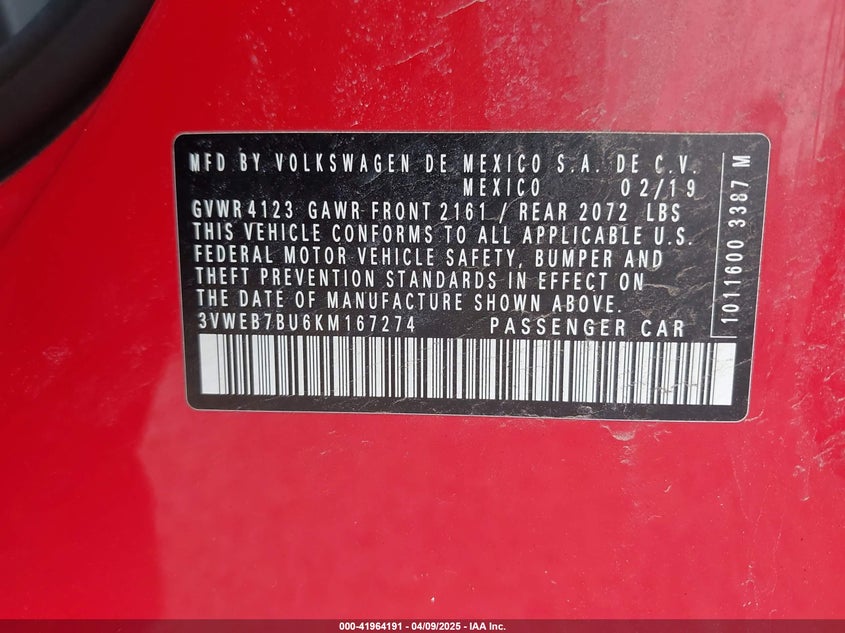 MFD BY VOLKSWAGEN DE MEXICO S.A. DE C.V.
MEXICO 02/19
GVWR 4123 GAWR FRONT 2161 / REAR 2072 LBS
THIS VEHICLE CONFORMS TO ALL APPLICABLE U.S.
FEDERAL MOTOR VEHICLE SAFETY, BUMPER AND
THEFT PREVENTION STANDARDS IN EFFECT ON
THE DATE OF MANUFACTURE SHOWN ABOVE.
3VWEB7BU6KM167274 PASSENGER CAR
1011600 3387 M
000-41964191 - 04/09/2025 - IAA Inc.